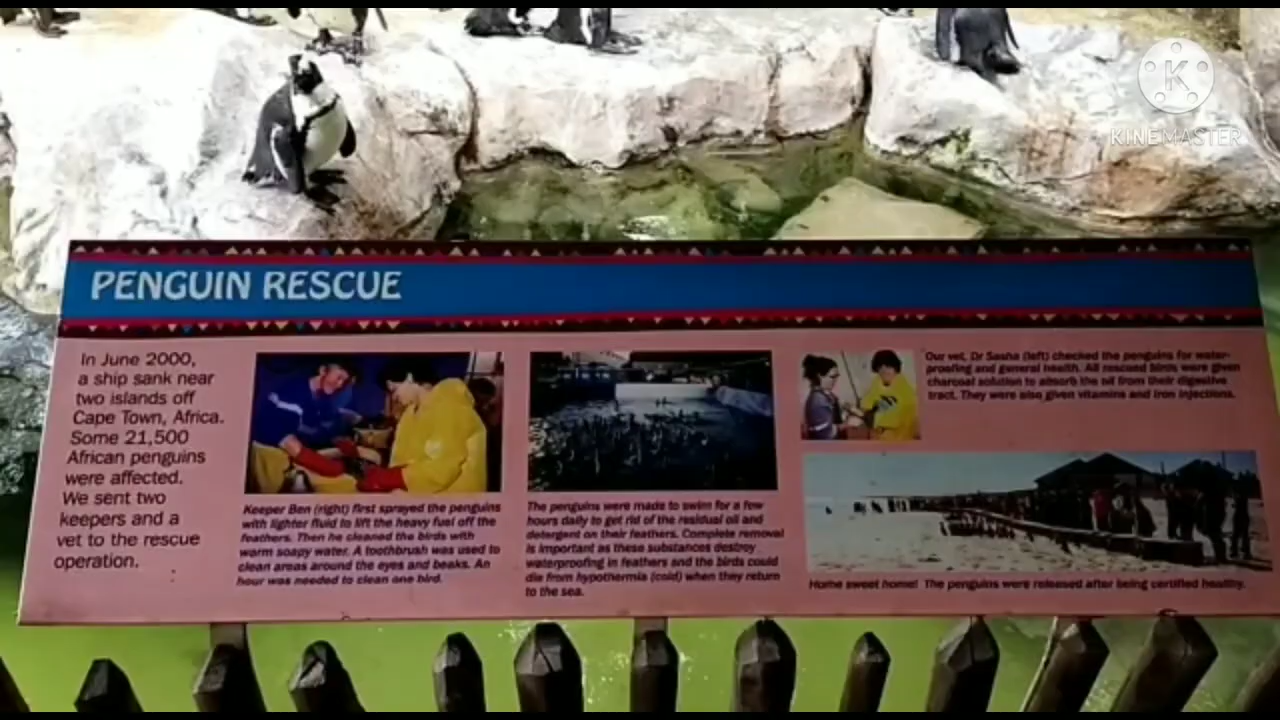 K
KINEMASTER
PENGUIN RESCUE
In June 2000,
a ship sank near
two islands off
Cape Town, Africa.
Some 21,500
African penguins
were affected.
We sent two
keepers and a
vet to the rescue
operation.
Keeper Ben (right) first sprayed the penguins
with lighter fluid to lift the heavy fuel off the
feathers. Then he cleaned the birds with
warm soapy water. A toothbrush was used to
clean areas around the eyes and beaks. An
hour was needed to clean one bird.
The penguins were made to swim for a few
hours daily to get rid of the residual oil and
detergent on their feathers. Complete removal
is important as these substances destroy
waterproofing in feathers and the birds could
die from hypothermia (cold) when they return
to the sea.
Our vet, Dr Sasha (left) checked the penguins for water-
proofing and general health. All rescued birds were given
charcoal solution to absorb the oil from their digestive
tract. They were also given vitamins and iron injections.
Home sweet home! The penguins were released after being certified healthy.